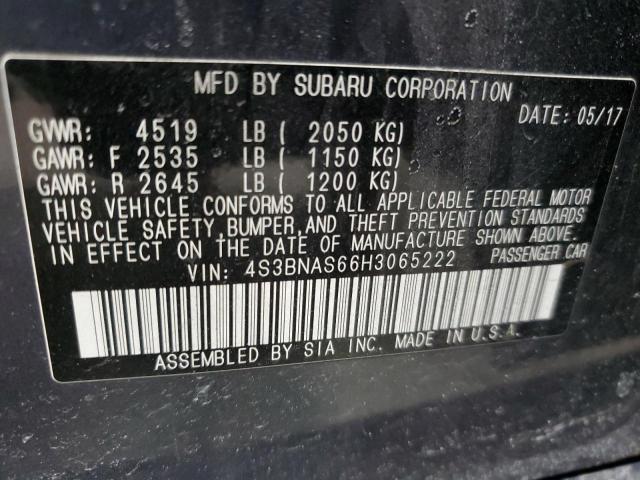 MFD BY SUBARU CORPORATION
DATE: 05/17
GVWR: 4519 LB ( 2050 KG)
GAWR: F 2535 LB ( 1150 KG)
GAWR: R 2645 LB ( 1200 KG)
THIS VEHICLE CONFORMS TO ALL APPLICABLE FEDERAL MOTOR
VEHICLE SAFETY, BUMPER, AND THEFT PREVENTION STANDARDS
IN EFFECT ON THE DATE OF MANUFACTURE SHOWN ABOVE.
VIN: 4S3BNAS66H3065222 PASSENGER CAR
ASSEMBLED BY SIA INC. MADE IN U.S.A.